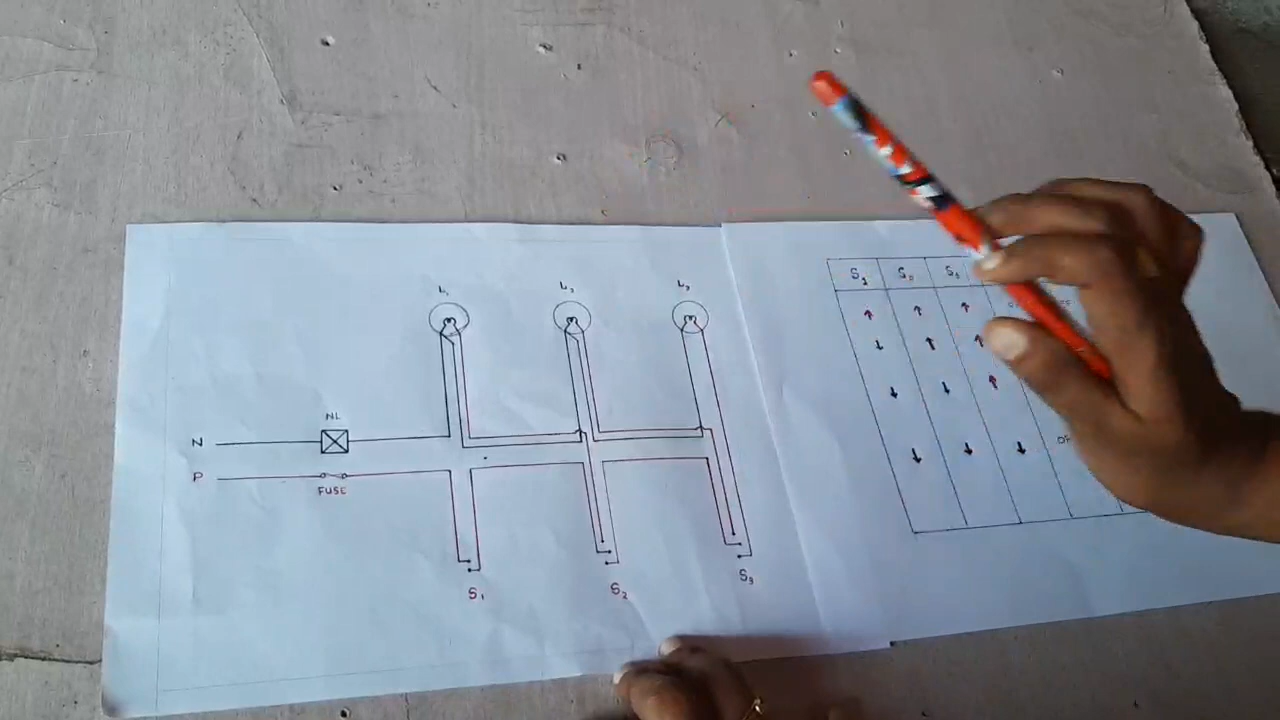 L₁ L₂ L₃
N
NL
P
FUSE
S₁ S₂ S₃
S₁ S₂ S₃